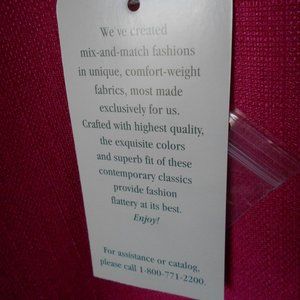 We've created
mix-and-match fashions
in unique, comfort-weight
fabrics, most made
exclusively for us.
Crafted with highest quality,
the exquisite colors
and superb fit of these
contemporary classics
provide fashion
flattery at its best.
Enjoy!
For assistance or catalog,
please call 1-800-771-2200.